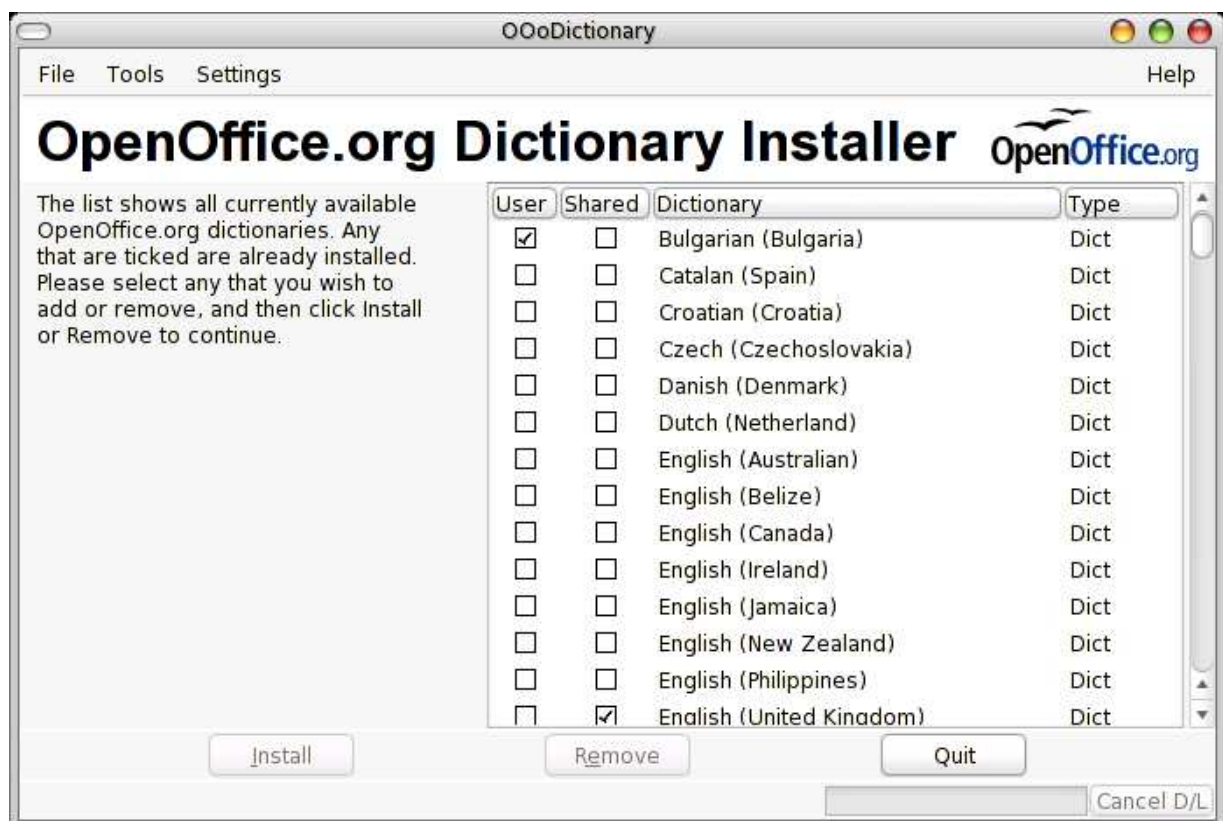 OOoDictionary
File Tools Settings Help
OpenOffice.org Dictionary Installer OpenOffice.org
The list shows all currently available
OpenOffice.org dictionaries. Any
that are ticked are already installed.
Please select any that you wish to
add or remove, and then click Install
or Remove to continue.
User Shared Dictionary Type
Bulgarian (Bulgaria) Dict
Catalan (Spain) Dict
Croatian (Croatia) Dict
Czech (Czechoslovakia) Dict
Danish (Denmark) Dict
Dutch (Netherland) Dict
English (Australian) Dict
English (Belize) Dict
English (Canada) Dict
English (Ireland) Dict
English (Jamaica) Dict
English (New Zealand) Dict
English (Philippines) Dict
English (United Kingdom) Dict
Install Remove Quit
Cancel D/L